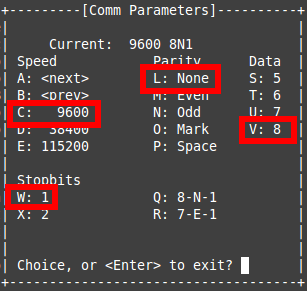 [Comm Parameters]
Current: 9600 8N1
Speed Parity Data
A: <next> L: None S: 5
B: <prev> M: Even T: 6
C: 9600 N: Odd U: 7
D: 38400 O: Mark V: 8
E: 115200 P: Space
Stopbits
W: 1 Q: 8-N-1
X: 2 R: 7-E-1
Choice, or <Enter> to exit?